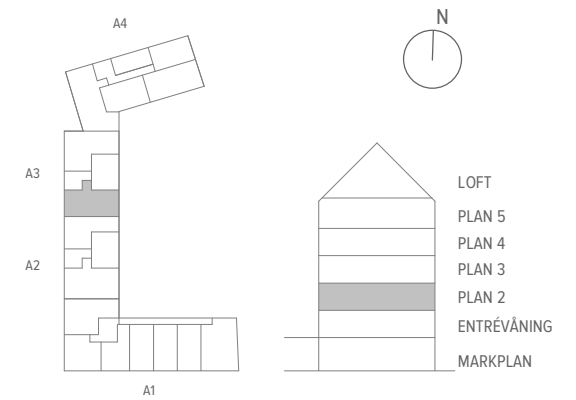 A4
N
A3
A2
A1
LOFT
PLAN 5
PLAN 4
PLAN 3
PLAN 2
ENTRÉVÅNING
MARKPLAN